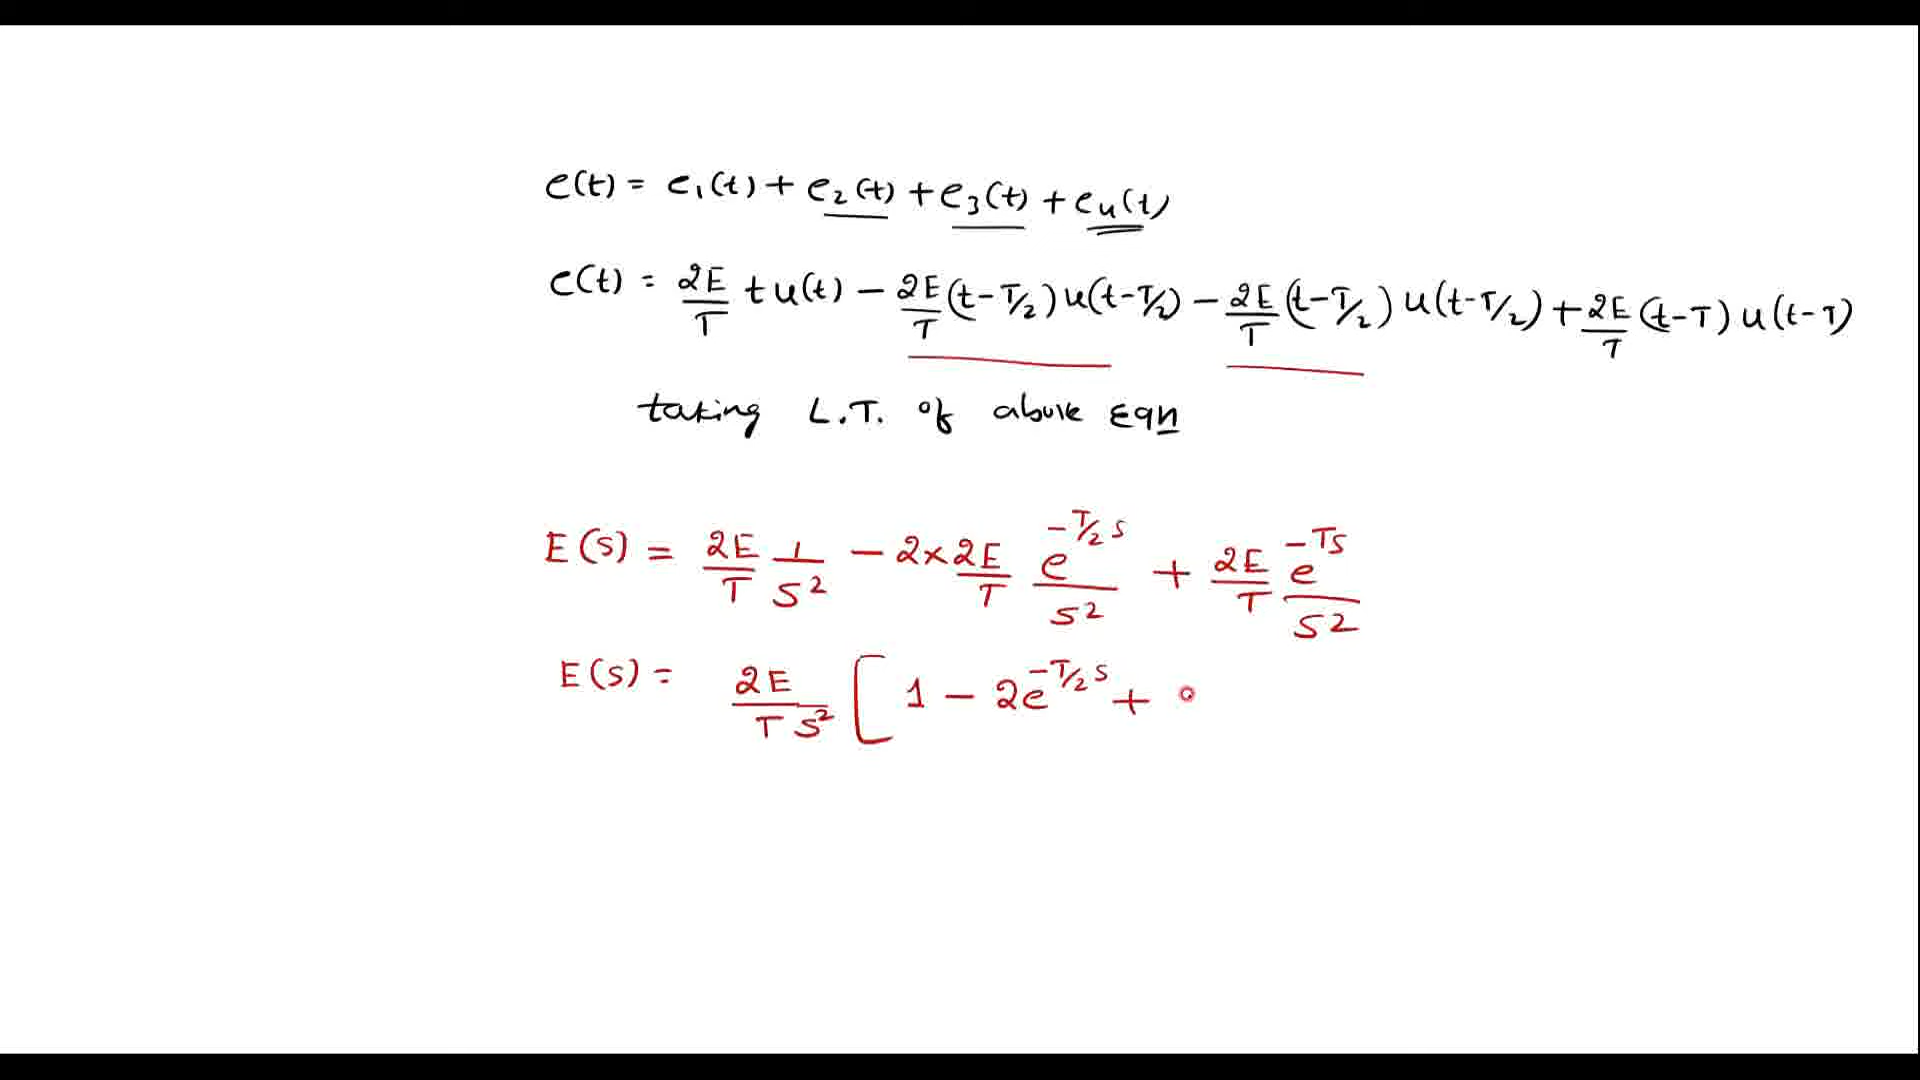 e(t) = e₁(t) + e₂(t) + e₃(t) + e₄(t)
e(t) = 2E/T t u(t) − 2E/T (t−T/2) u(t−T/2) − 2E/T (t−T/2) u(t−T/2) + 2E/T (t−T) u(t−T)
taking L.T. of above Eqn
E(s) = 2E/T 1/s² − 2×2E/T e^(−T/2 s)/s² + 2E/T e^(−Ts)/s²
E(s) = 2E/Ts² [ 1 − 2e^(−T/2 s) +